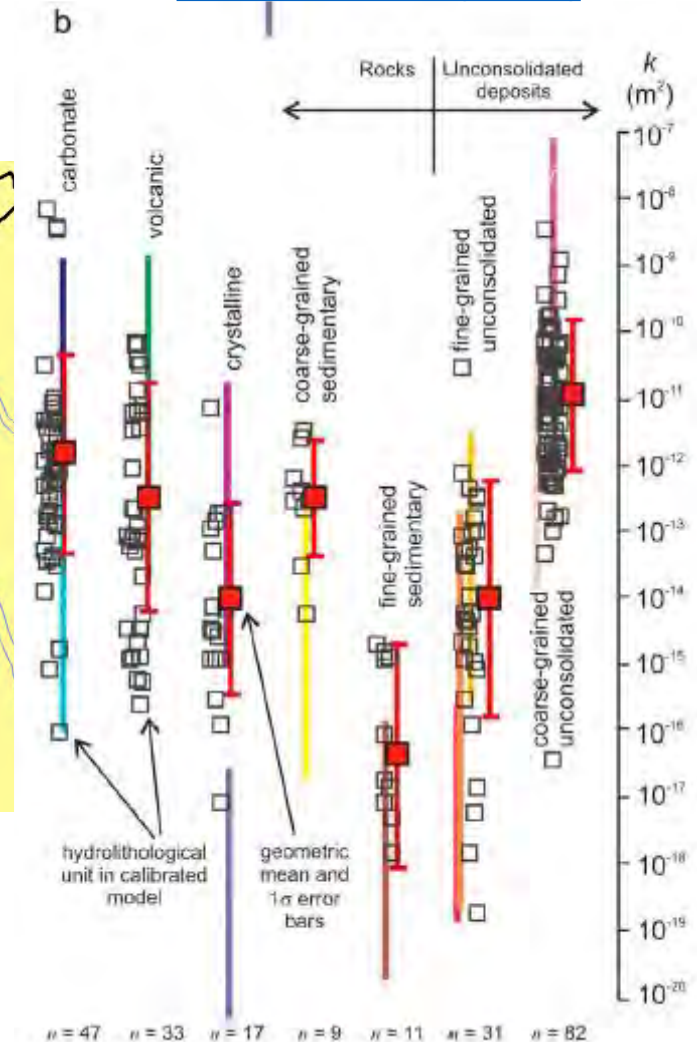 b
Rocks
Unconsolidated
deposits
k
(m²)
carbonate
volcanic
crystalline
coarse-grained
sedimentary
fine-grained
sedimentary
fine-grained
unconsolidated
coarse-grained
unconsolidated
10⁻⁷
10⁻⁸
10⁻⁹
10⁻¹⁰
10⁻¹¹
10⁻¹²
10⁻¹³
10⁻¹⁴
10⁻¹⁵
10⁻¹⁶
10⁻¹⁷
10⁻¹⁸
10⁻¹⁹
10⁻²⁰
hydrolithological
unit in calibrated
model
geometric
mean and
1σ error
bars
n = 47 n = 33 n = 17 n = 9 n = 11 n = 31 n = 82